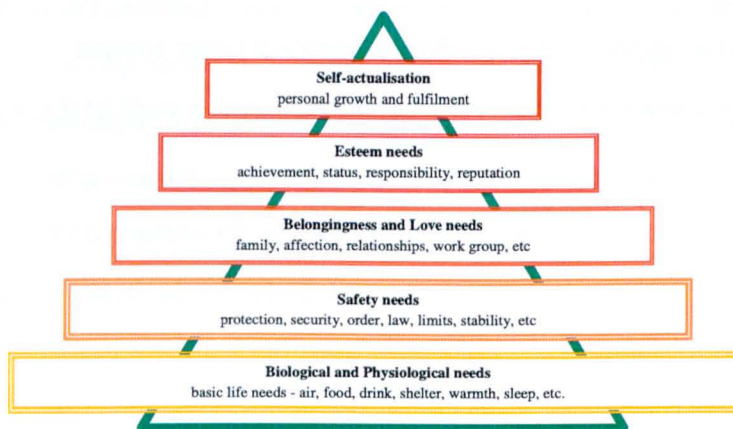 Self-actualisation
personal growth and fulfilment
Esteem needs
achievement, status, responsibility, reputation
Belongingness and Love needs
family, affection, relationships, work group, etc
Safety needs
protection, security, order, law, limits, stability, etc
Biological and Physiological needs
basic life needs - air, food, drink, shelter, warmth, sleep, etc.